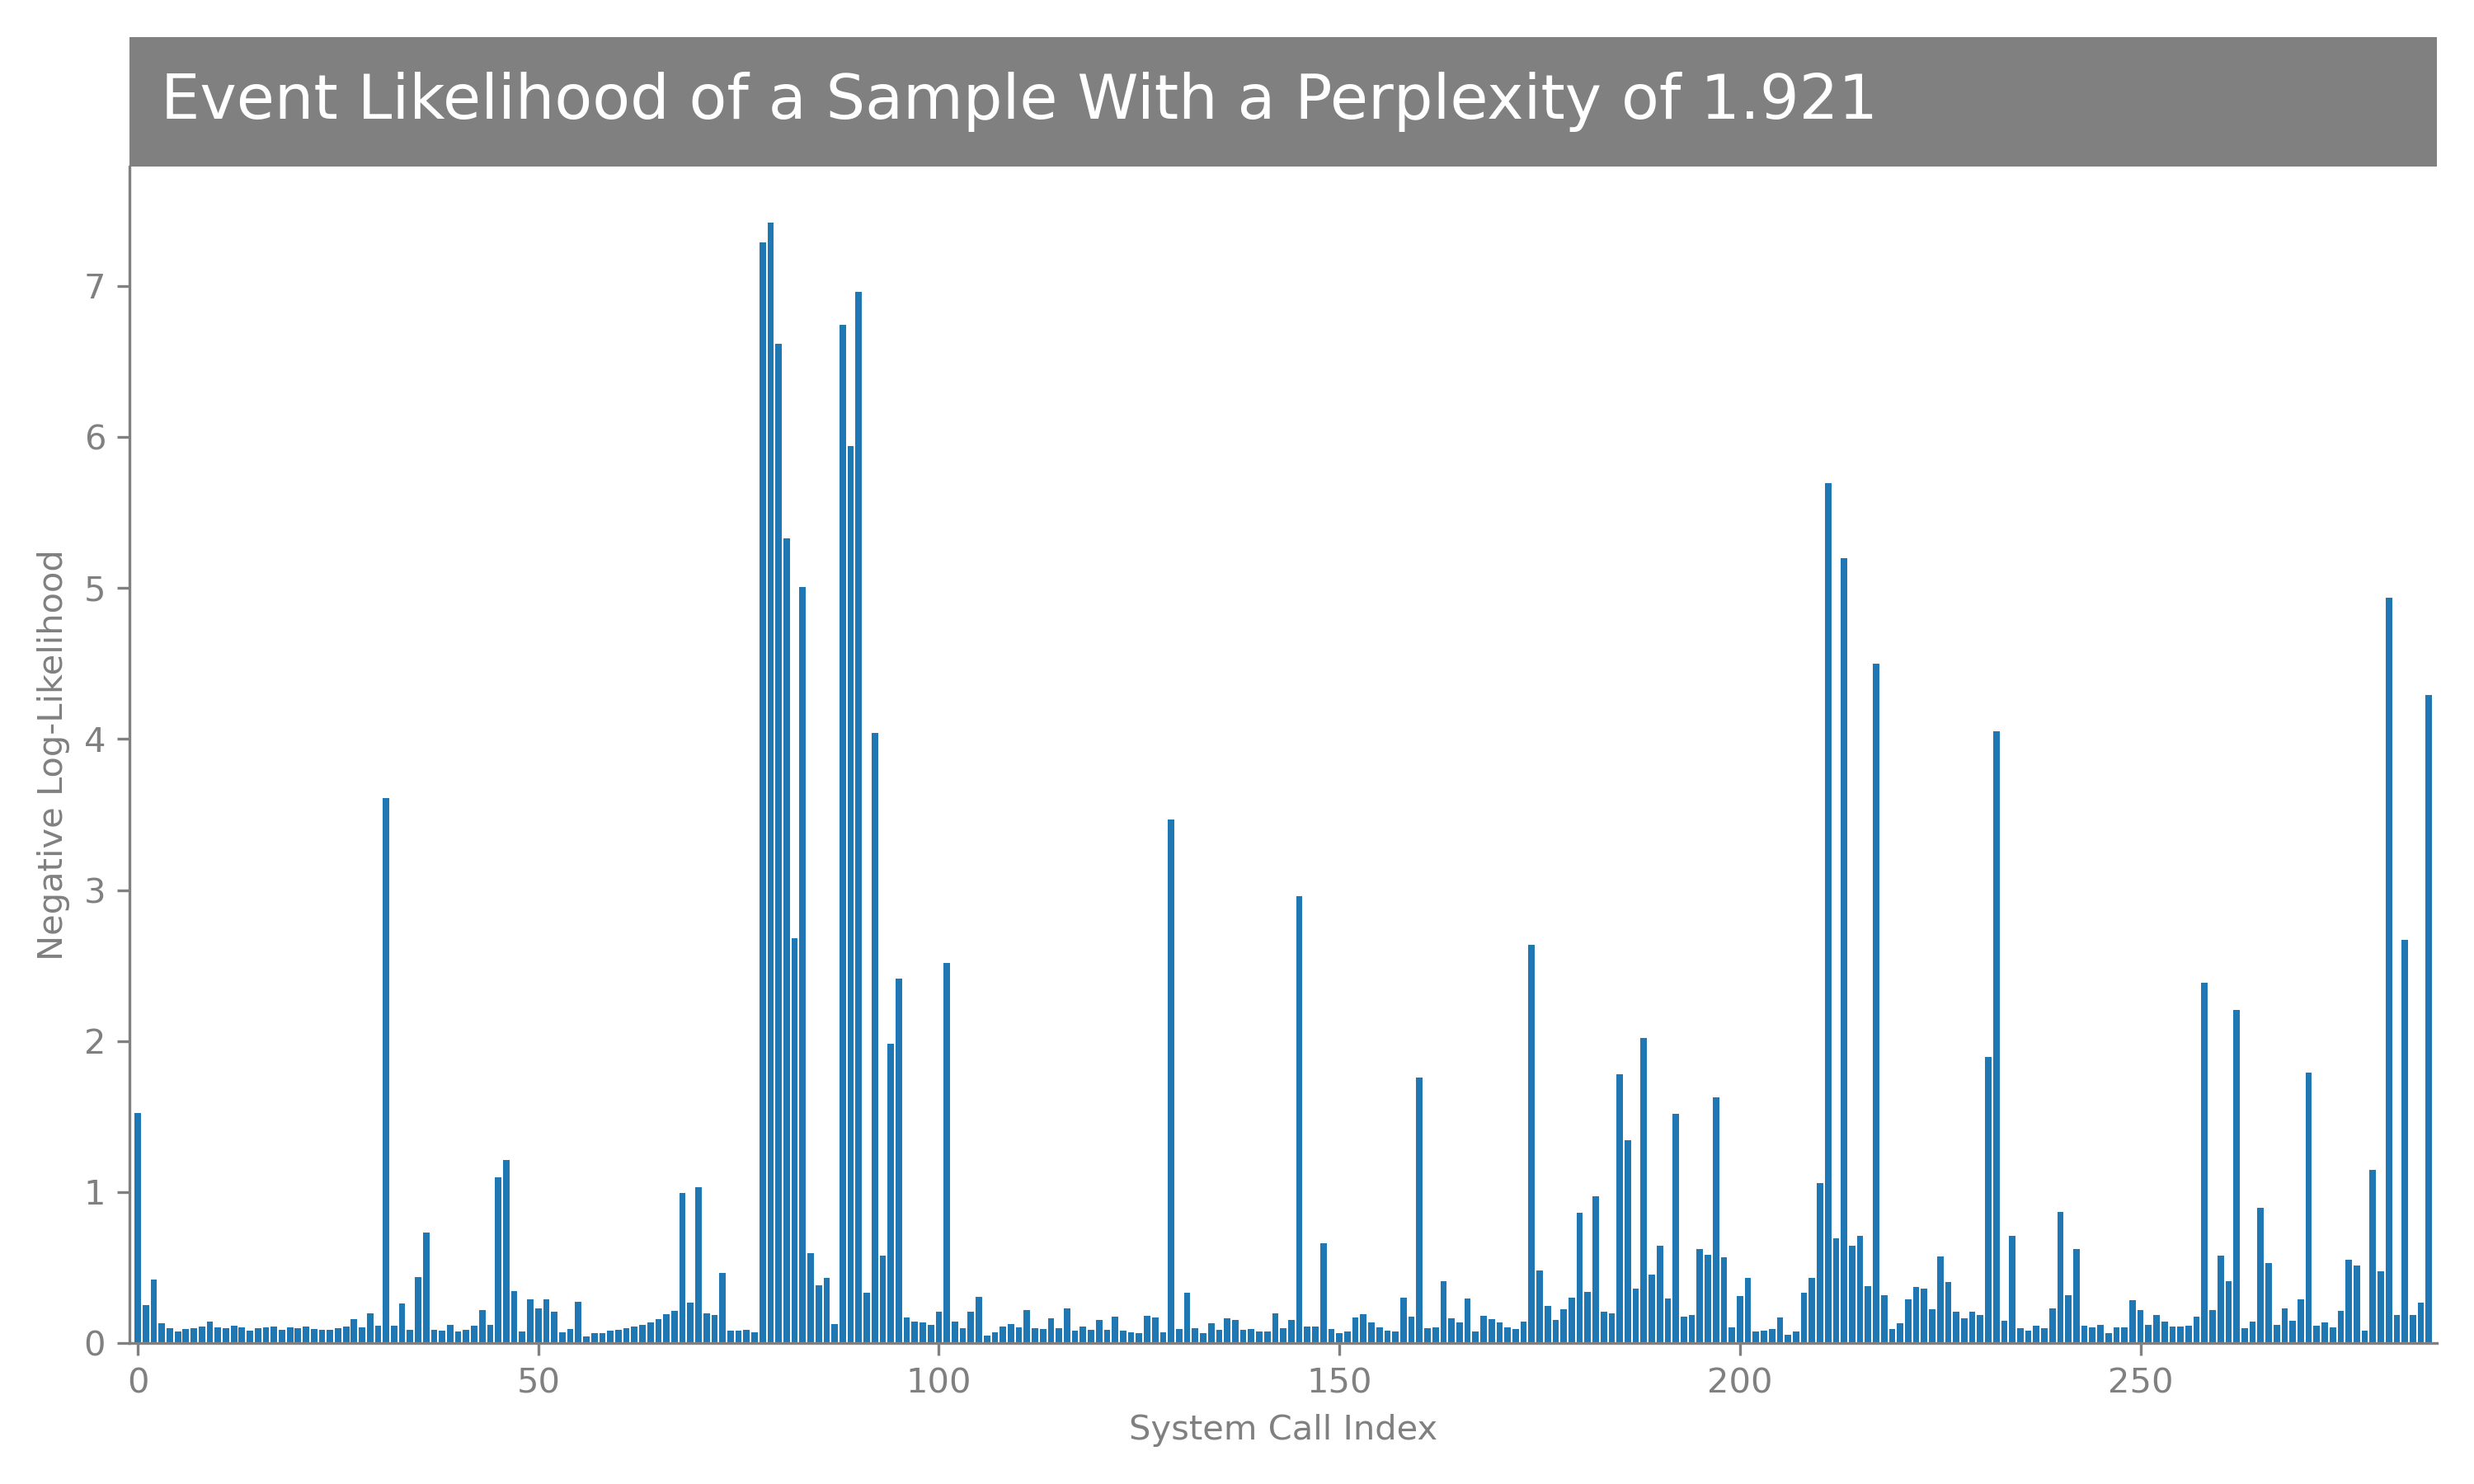 Event Likelihood of a Sample With a Perplexity of 1.921
7
6
5
4
3
2
1
0
Negative Log-Likelihood
0 50 100 150 200 250
System Call Index